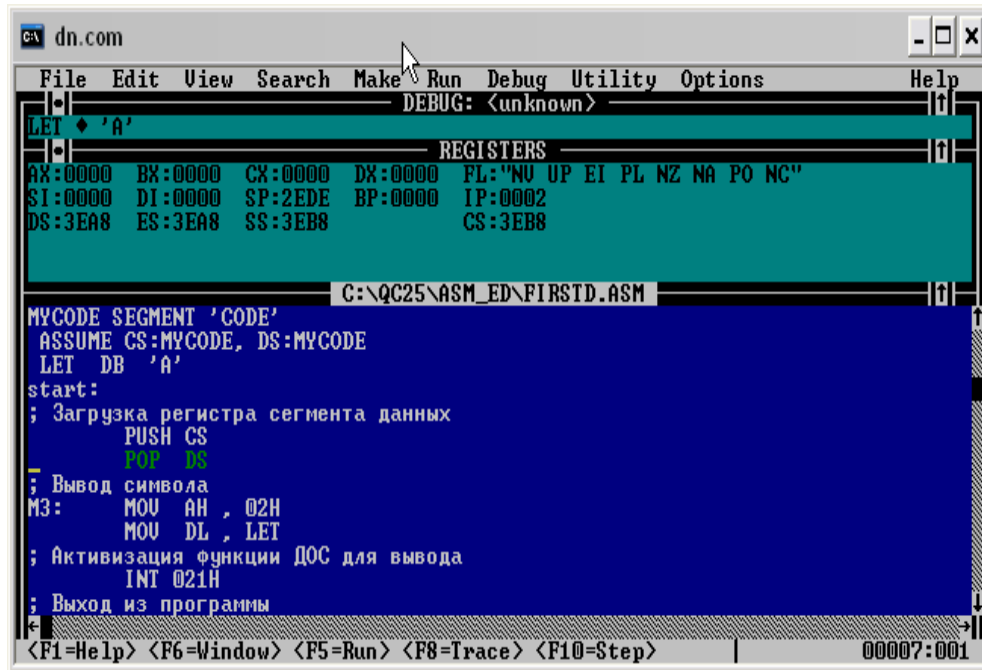 dn.com
File Edit View Search Make Run Debug Utility Options Help
DEBUG: <unknown>
LET ♦ 'A'
REGISTERS
AX:0000 BX:0000 CX:0000 DX:0000 FL:"NV UP EI PL NZ NA PO NC"
SI:0000 DI:0000 SP:2EDE BP:0000 IP:0002
DS:3EA8 ES:3EA8 SS:3EB8 CS:3EB8
C:\QC25\ASM_ED\FIRSTD.ASM
MYCODE SEGMENT 'CODE'
ASSUME CS:MYCODE, DS:MYCODE
LET DB 'A'
start:
; Загрузка регистра сегмента данных
PUSH CS
POP DS
; Вывод символа
M3: MOV AH , 02H
MOV DL , LET
; Активизация функции ДОС для вывода
INT 021H
; Выход из программы
<F1=Help> <F6=Window> <F5=Run> <F8=Trace> <F10=Step> 00007:001